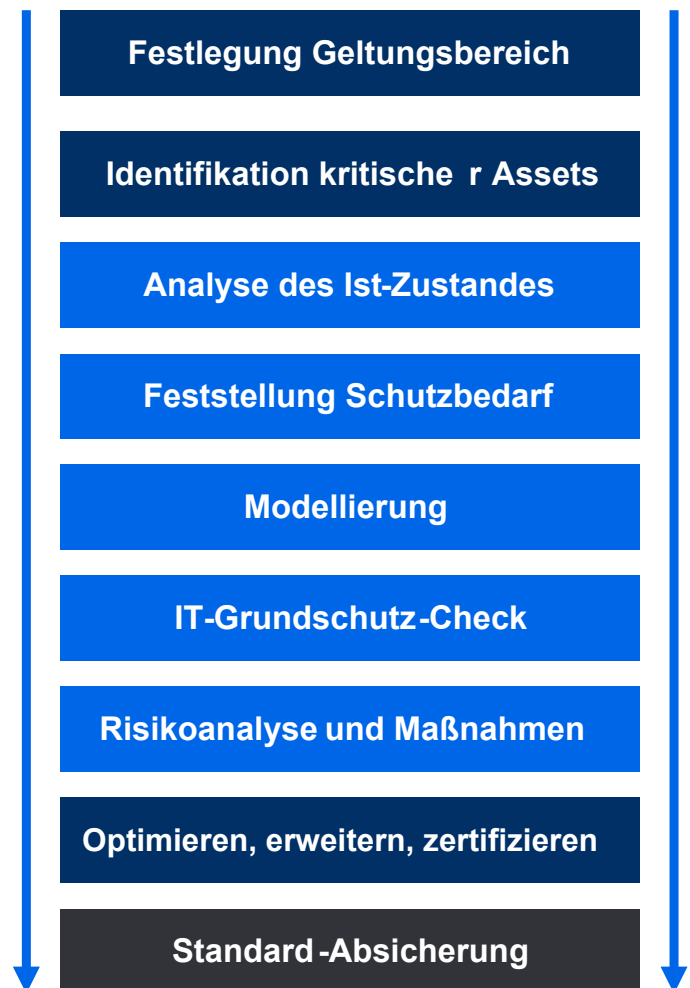 Festlegung Geltungsbereich
Identifikation kritische r Assets
Analyse des Ist-Zustandes
Feststellung Schutzbedarf
Modellierung
IT-Grundschutz-Check
Risikoanalyse und Maßnahmen
Optimieren, erweitern, zertifizieren
Standard-Absicherung